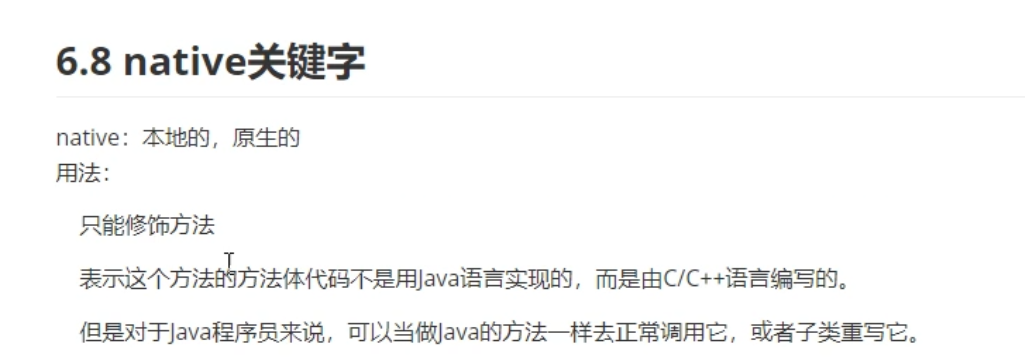 6.8 native关键字
native：本地的，原生的
用法：
只能修饰方法
表示这个方法的方法体代码不是用Java语言实现的，而是由C/C++语言编写的。
但是对于Java程序员来说，可以当做Java的方法一样去正常调用它，或者子类重写它。